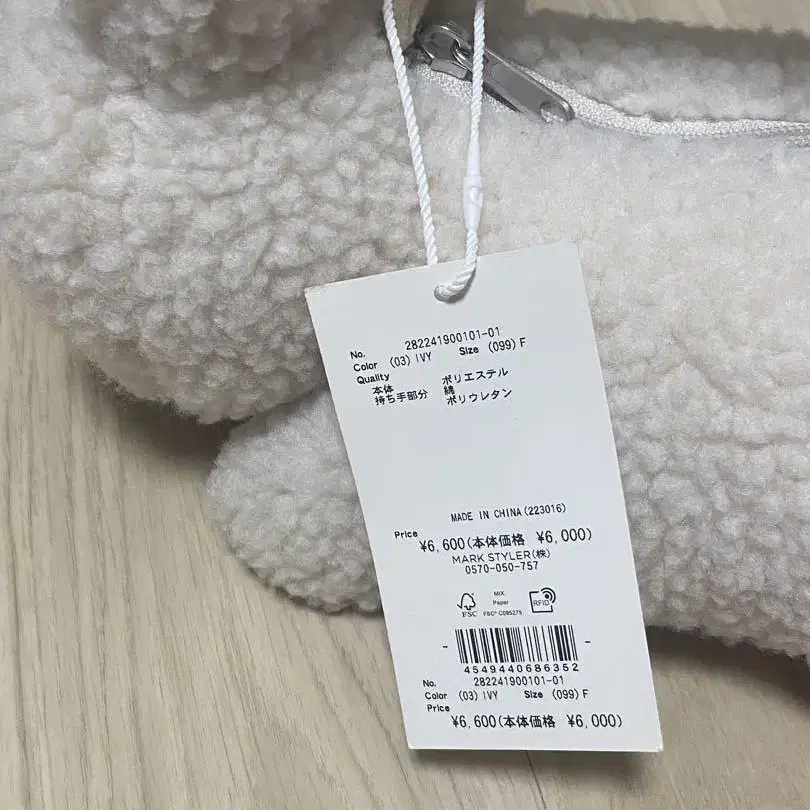 No. 282241900101-01
Color (03) IVY Size (099) F
Quality
本体 ポリエステル
持ち手部分 綿
ポリウレタン
MADE IN CHINA(223016)
Price
¥6,600(本体価格 ¥6,000)
MARK STYLER(株)
0570-050-757
FSC
MIX
Paper
FSC® C095275
RFID
4549440686352
No. 282241900101-01
Color (03) IVY Size (099) F
Price
¥6,600(本体価格 ¥6,000)